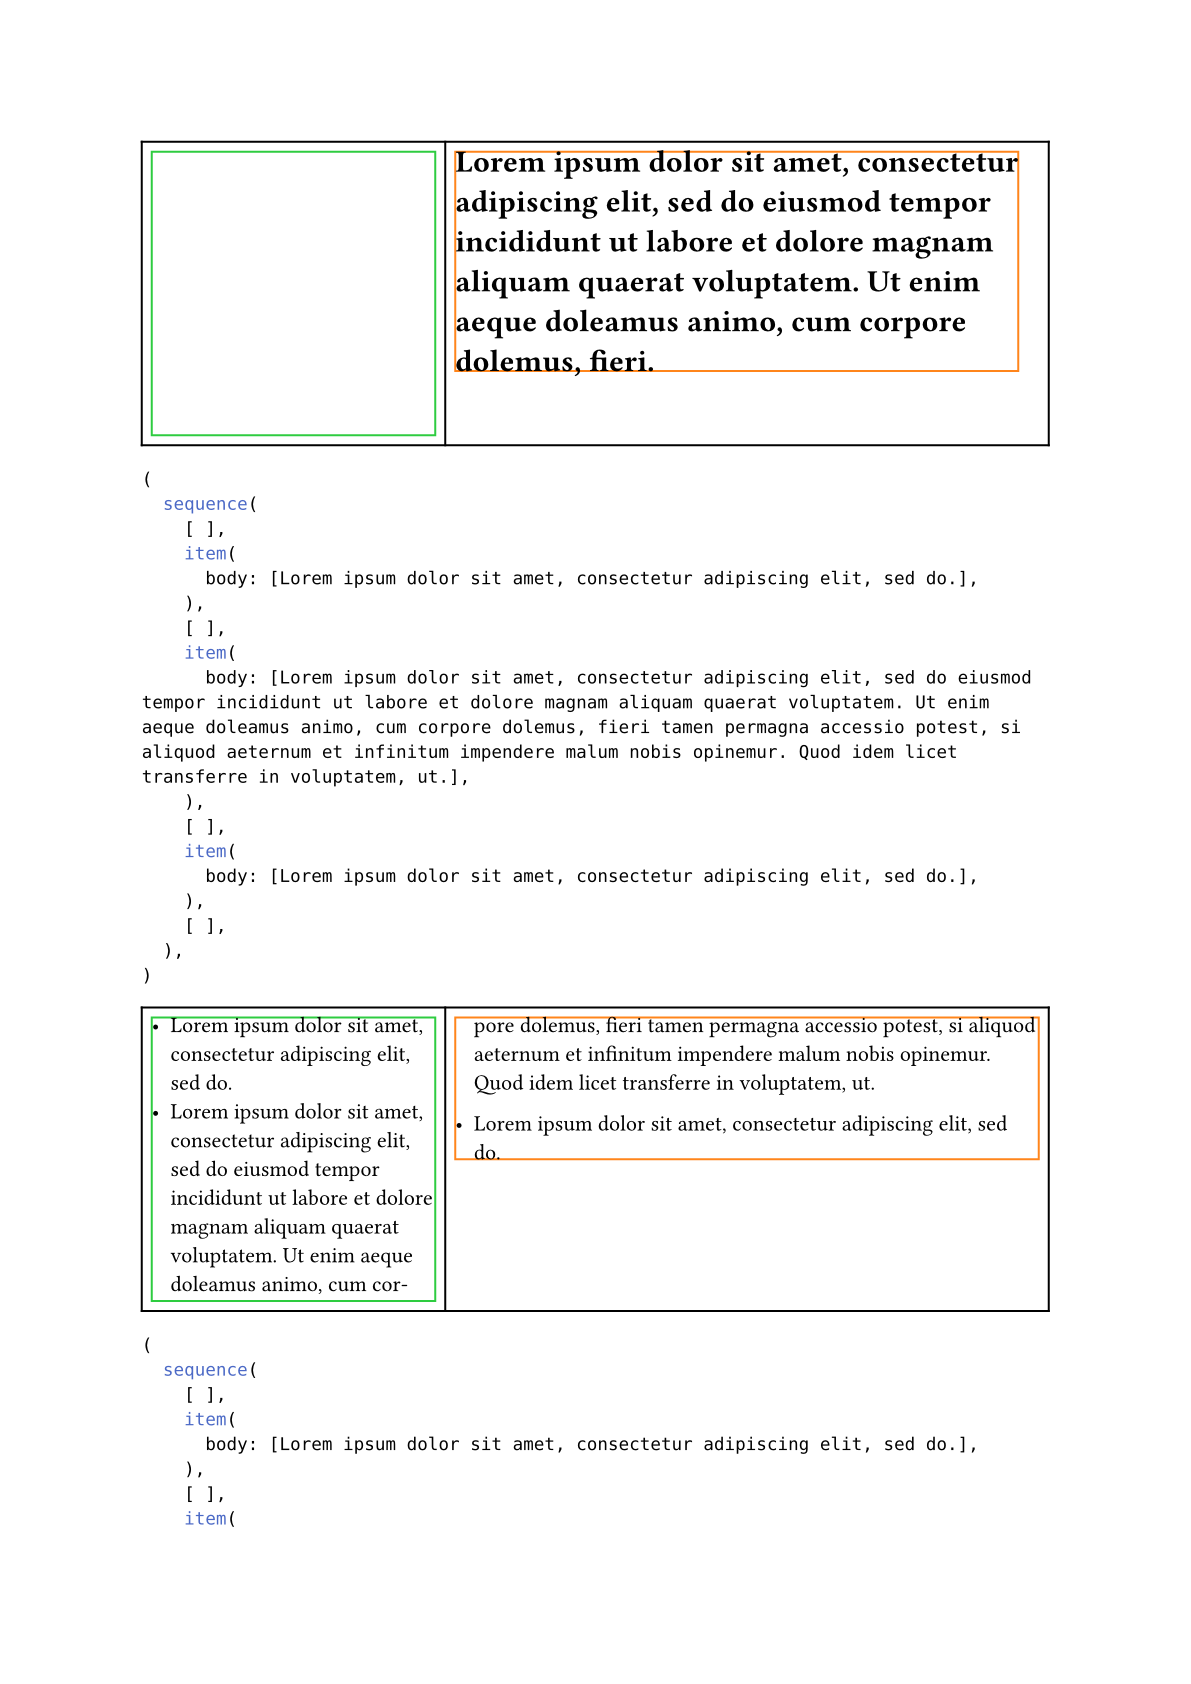 Lorem ipsum dolor sit amet, consectetur
adipiscing elit, sed do eiusmod tempor
incididunt ut labore et dolore magnam
aliquam quaerat voluptatem. Ut enim
aeque doleamus animo, cum corpore
dolemus, fieri.
(
  sequence(
    [ ],
    item(
      body: [Lorem ipsum dolor sit amet, consectetur adipiscing elit, sed do.],
    ),
    [ ],
    item(
      body: [Lorem ipsum dolor sit amet, consectetur adipiscing elit, sed do eiusmod
tempor incididunt ut labore et dolore magnam aliquam quaerat voluptatem. Ut enim
aeque doleamus animo, cum corpore dolemus, fieri tamen permagna accessio potest, si
aliquod aeternum et infinitum impendere malum nobis opinemur. Quod idem licet
transferre in voluptatem, ut.],
    ),
    [ ],
    item(
      body: [Lorem ipsum dolor sit amet, consectetur adipiscing elit, sed do.],
    ),
    [ ],
  ),
)
• Lorem ipsum dolor sit amet,
consectetur adipiscing elit,
sed do.
• Lorem ipsum dolor sit amet,
consectetur adipiscing elit,
sed do eiusmod tempor
incididunt ut labore et dolore
magnam aliquam quaerat
voluptatem. Ut enim aeque
doleamus animo, cum cor-
pore dolemus, fieri tamen permagna accessio potest, si aliquod
aeternum et infinitum impendere malum nobis opinemur.
Quod idem licet transferre in voluptatem, ut.
• Lorem ipsum dolor sit amet, consectetur adipiscing elit, sed
do.
(
  sequence(
    [ ],
    item(
      body: [Lorem ipsum dolor sit amet, consectetur adipiscing elit, sed do.],
    ),
    [ ],
    item(